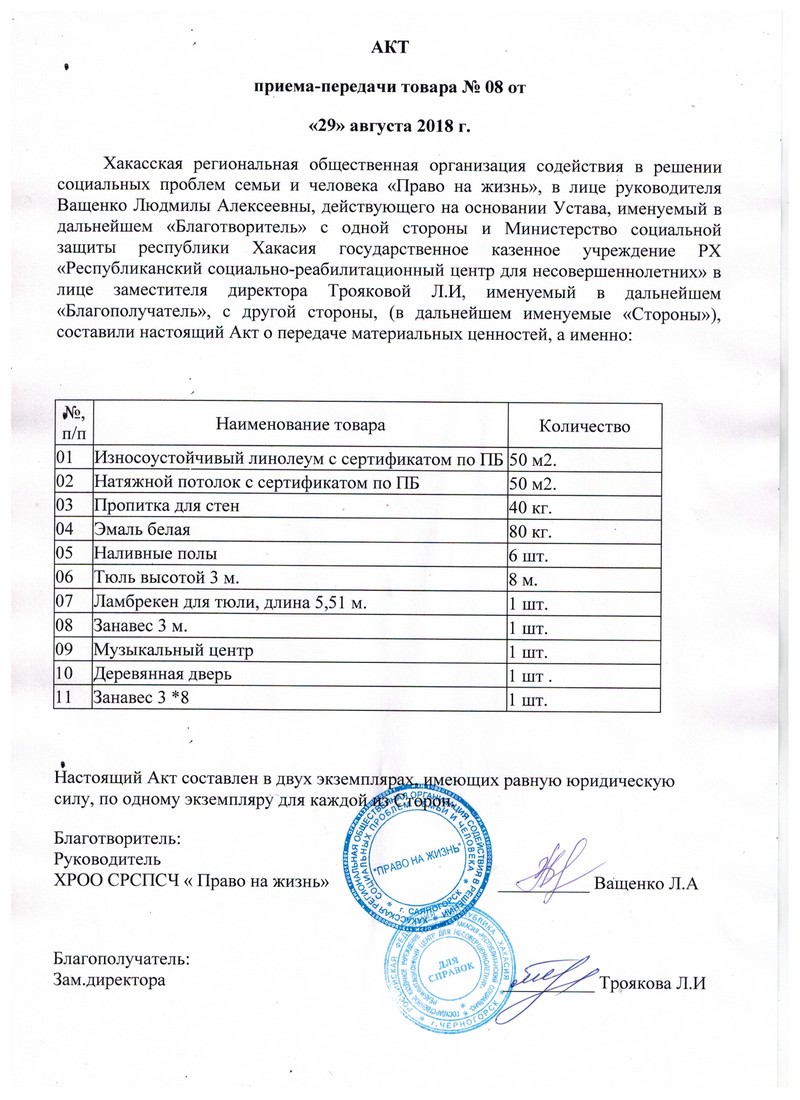 АКТ
приема-передачи товара № 08 от
«29» августа 2018 г.
Хакасская региональная общественная организация содействия в решении
социальных проблем семьи и человека «Право на жизнь», в лице руководителя
Ващенко Людмилы Алексеевны, действующего на основании Устава, именуемый в
дальнейшем «Благотворитель» с одной стороны и Министерство социальной
защиты республики Хакасия государственное казенное учреждение РХ
«Республиканский социально-реабилитационный центр для несовершеннолетних» в
лице заместителя директора Трояковой Л.И, именуемый в дальнейшем
«Благополучатель», с другой стороны, (в дальнейшем именуемые «Стороны»),
составили настоящий Акт о передаче материальных ценностей, а именно:
№, п/п Наименование товара Количество
01 Износоустойчивый линолеум с сертификатом по ПБ 50 м2.
02 Натяжной потолок с сертификатом по ПБ 50 м2.
03 Пропитка для стен 40 кг.
04 Эмаль белая 80 кг.
05 Наливные полы 6 шт.
06 Тюль высотой 3 м. 8 м.
07 Ламбрекен для тюли, длина 5,51 м. 1 шт.
08 Занавес 3 м. 1 шт.
09 Музыкальный центр 1 шт.
10 Деревянная дверь 1 шт .
11 Занавес 3 *8 1 шт.
Настоящий Акт составлен в двух экземплярах, имеющих равную юридическую
силу, по одному экземпляру для каждой из Сторон.
Благотворитель:
Руководитель
ХРОО СРСПСЧ « Право на жизнь» Ващенко Л.А
ХАКАССКАЯ РЕГИОНАЛЬНАЯ ОБЩЕСТВЕННАЯ ОРГАНИЗАЦИЯ СОДЕЙСТВИЯ В РЕШЕНИИ
СОЦИАЛЬНЫХ ПРОБЛЕМ СЕМЬИ И ЧЕЛОВЕКА
"ПРАВО НА ЖИЗНЬ"
г. САЯНОГОРСК
Благополучатель:
Зам.директора Троякова Л.И
ДЛЯ
СПРАВОК
г.ЧЕРНОГОРСК